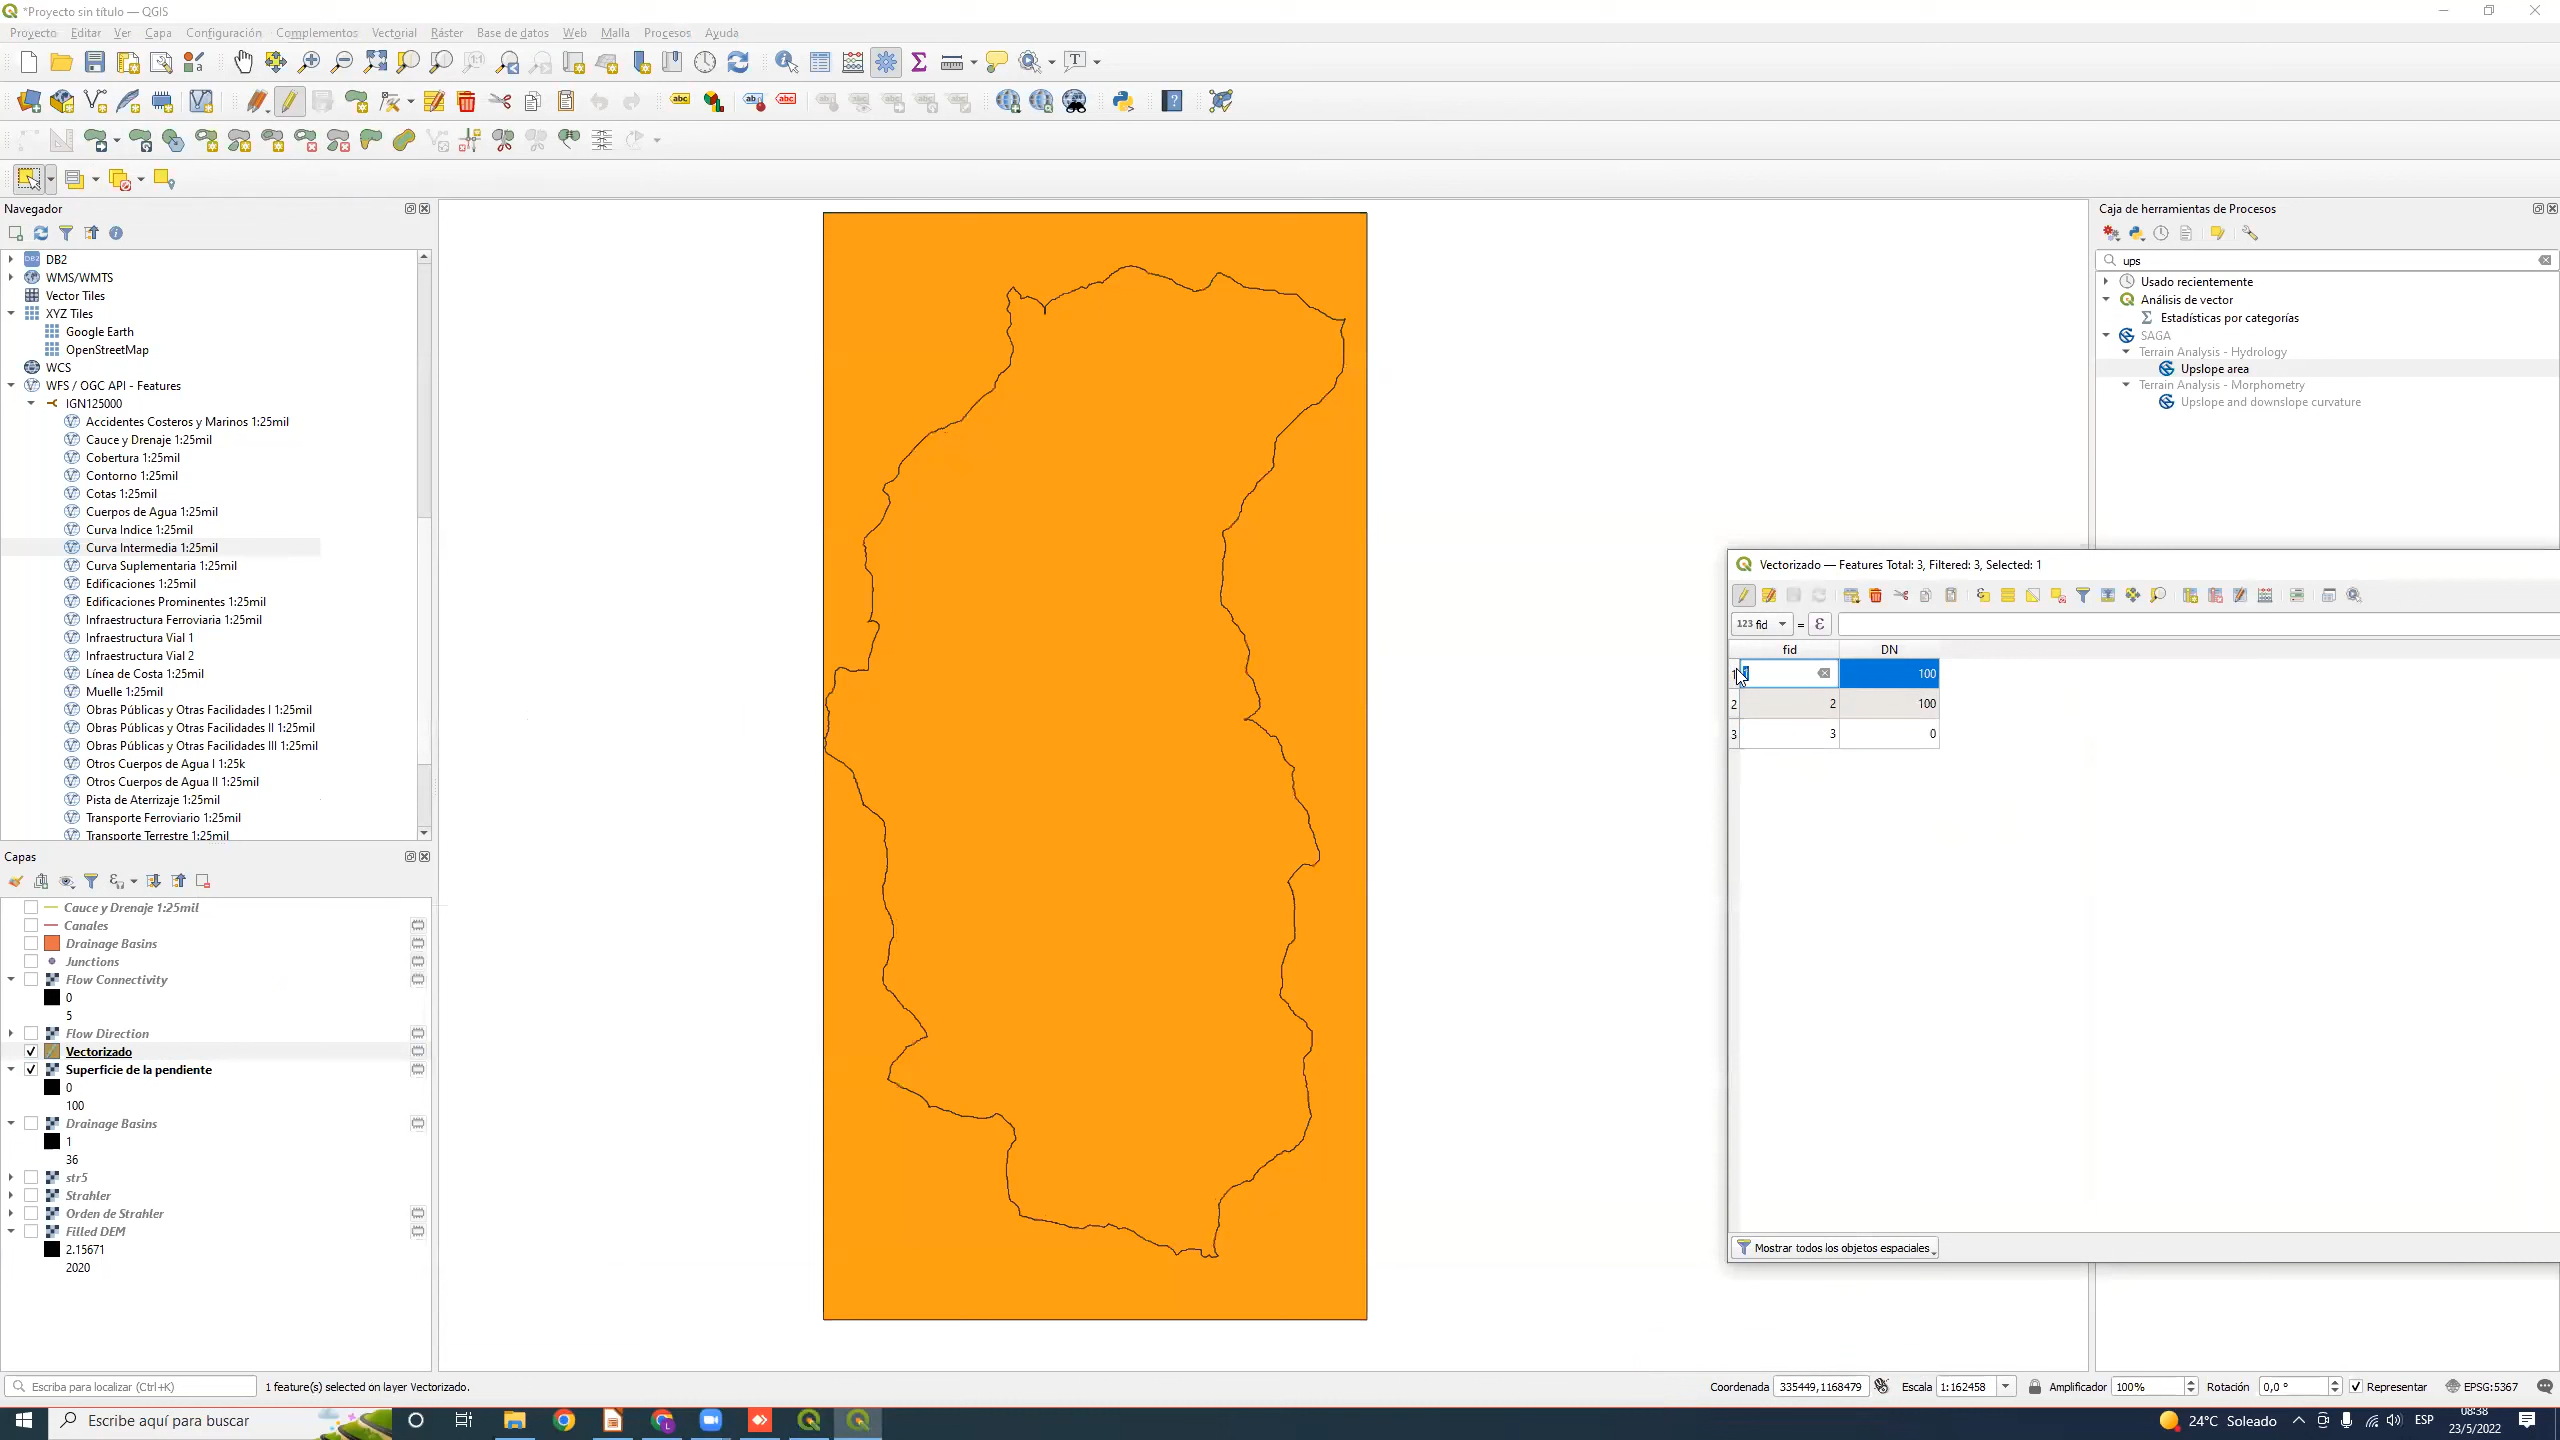 *Proyecto sin título — QGIS
Proyecto Editar Ver Capa Configuración Complementos Vectorial Ráster Base de datos Web Malla Procesos Ayuda
Navegador
DB2
WMS/WMTS
Vector Tiles
XYZ Tiles
Google Earth
OpenStreetMap
WCS
WFS / OGC API - Features
IGN125000
Accidentes Costeros y Marinos 1:25mil
Cauce y Drenaje 1:25mil
Cobertura 1:25mil
Contorno 1:25mil
Cotas 1:25mil
Cuerpos de Agua 1:25mil
Curva Indice 1:25mil
Curva Intermedia 1:25mil
Curva Suplementaria 1:25mil
Edificaciones 1:25mil
Edificaciones Prominentes 1:25mil
Infraestructura Ferroviaria 1:25mil
Infraestructura Vial 1
Infraestructura Vial 2
Línea de Costa 1:25mil
Muelle 1:25mil
Obras Públicas y Otras Facilidades I 1:25mil
Obras Públicas y Otras Facilidades II 1:25mil
Obras Públicas y Otras Facilidades III 1:25mil
Otros Cuerpos de Agua I 1:25k
Otros Cuerpos de Agua II 1:25mil
Pista de Aterrizaje 1:25mil
Transporte Ferroviario 1:25mil
Transporte Terrestre 1:25mil
Capas
Cauce y Drenaje 1:25mil
Canales
Drainage Basins
Junctions
Flow Connectivity
0
5
Flow Direction
Vectorizado
Superficie de la pendiente
0
100
Drainage Basins
1
36
str5
Strahler
Orden de Strahler
Filled DEM
2.15671
2020
Caja de herramientas de Procesos
ups
Usado recientemente
Análisis de vector
Estadísticas por categorías
SAGA
Terrain Analysis - Hydrology
Upslope area
Terrain Analysis - Morphometry
Upslope and downslope curvature
Vectorizado — Features Total: 3, Filtered: 3, Selected: 1
123 fid = ε
fid DN
1 1 100
2 2 100
3 3 0
Mostrar todos los objetos espaciales
Escriba para localizar (Ctrl+K) 1 feature(s) selected on layer Vectorizado. Coordenada 335449,1168479 Escala 1:162458 Amplificador 100% Rotación 0,0 ° Representar EPSG:5367
Escribe aquí para buscar 24°C Soleado ESP 08:38
23/5/2022